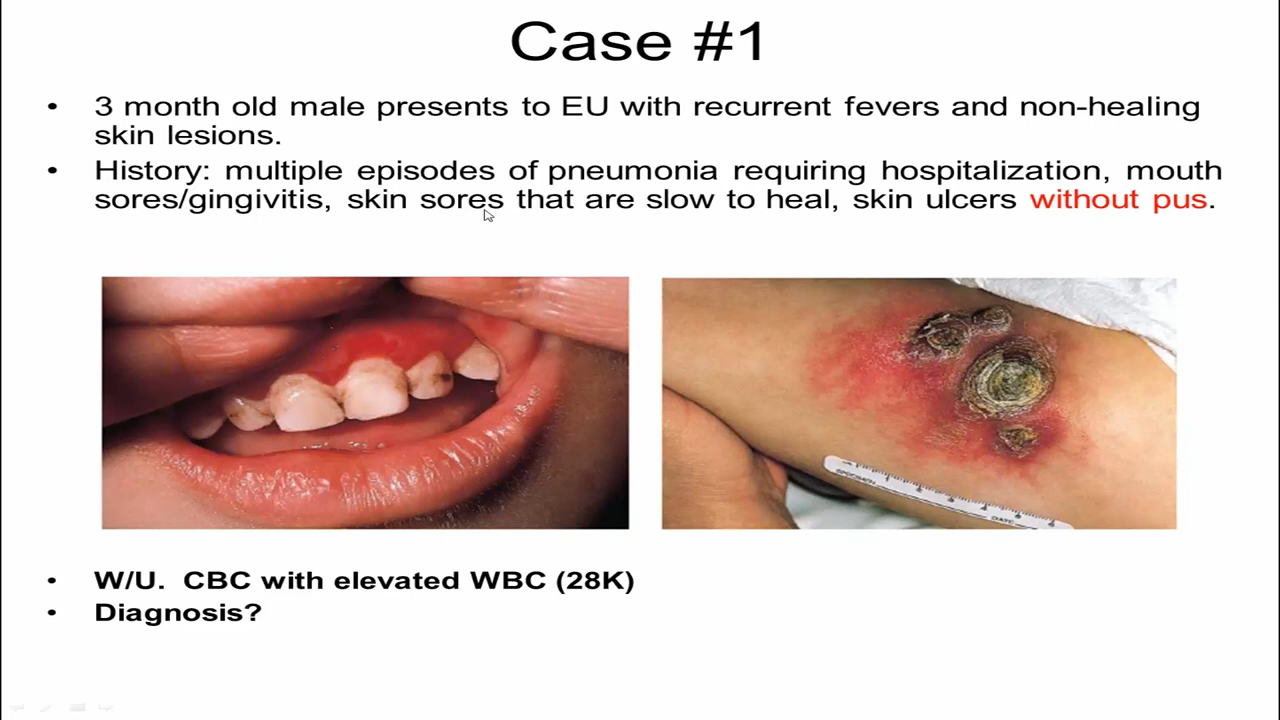 Case #1
• 3 month old male presents to EU with recurrent fevers and non-healing
skin lesions.
• History: multiple episodes of pneumonia requiring hospitalization, mouth
sores/gingivitis, skin sores that are slow to heal, skin ulcers without pus.
SPECIMEN
DATE
• W/U. CBC with elevated WBC (28K)
• Diagnosis?